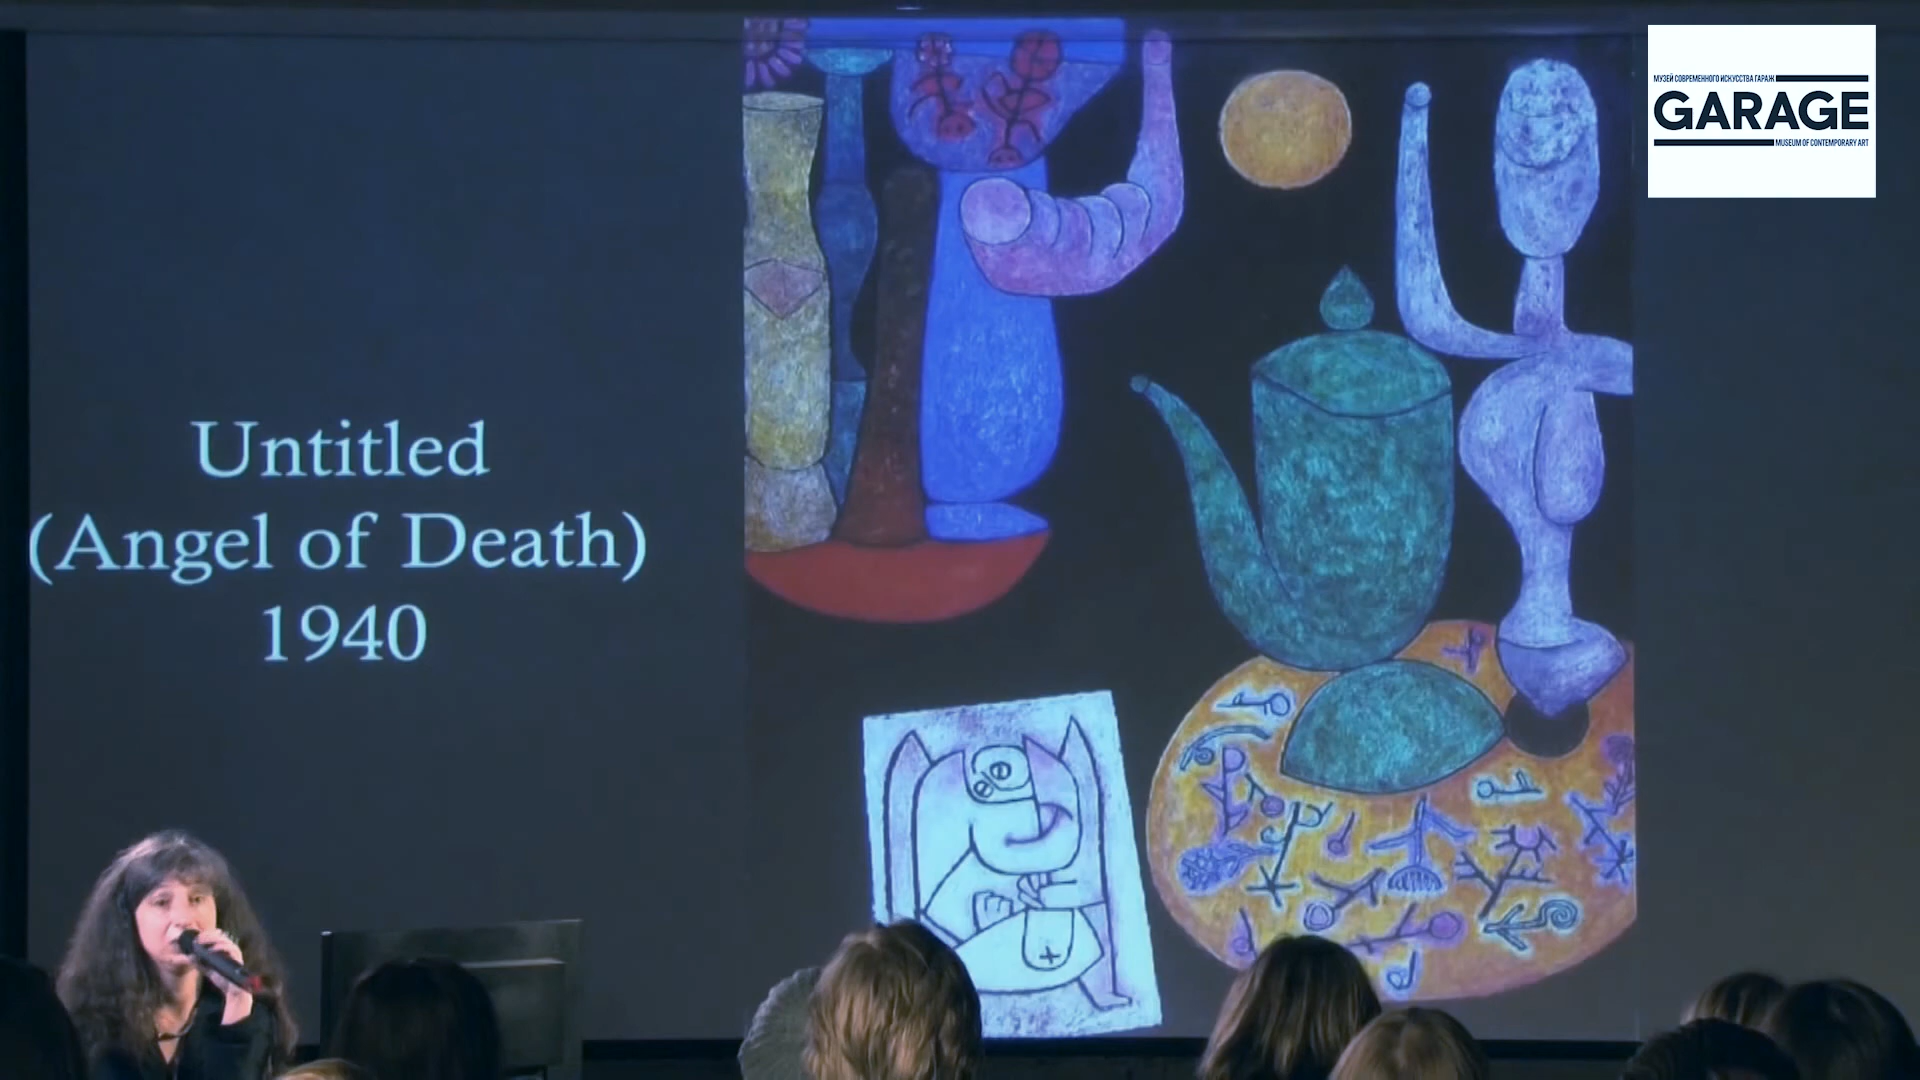 Untitled
(Angel of Death)
1940
МУЗЕЙ СОВРЕМЕННОГО ИСКУССТВА ГАРАЖ
GARAGE
MUSEUM OF CONTEMPORARY ART